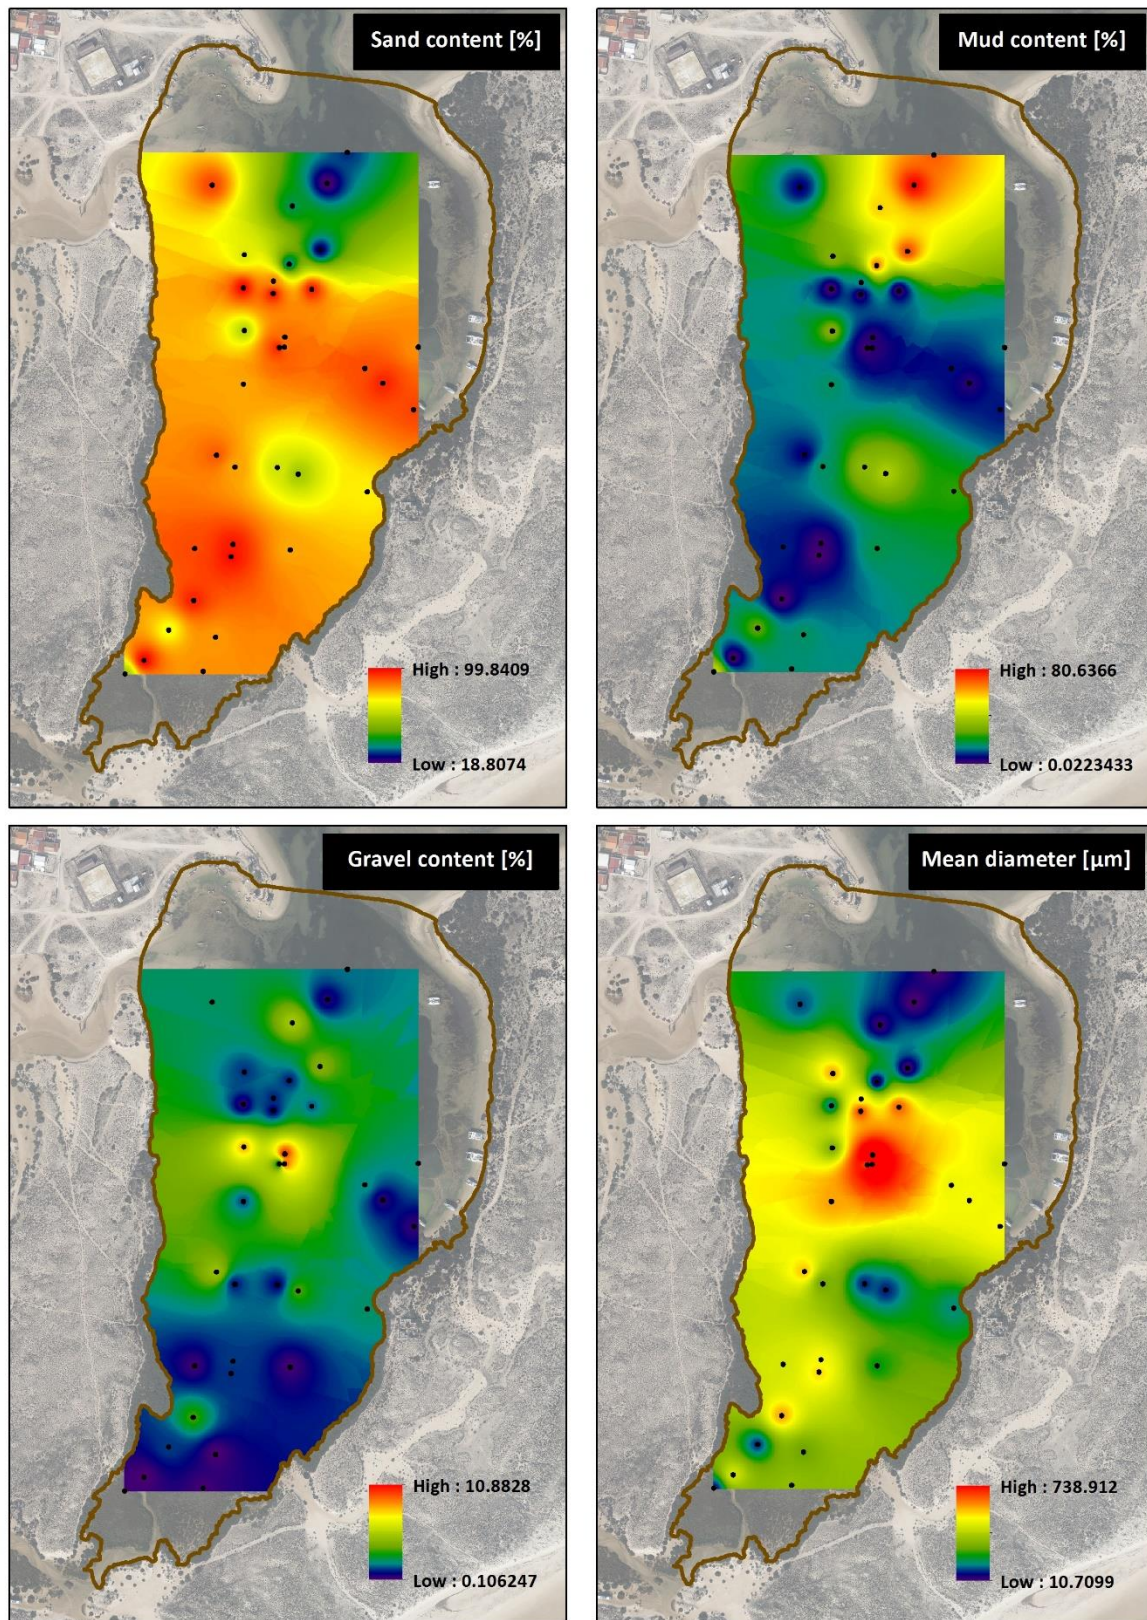 Sand content [%]
High : 99.8409
Low : 18.8074
Mud content [%]
High : 80.6366
Low : 0.0223433
Gravel content [%]
High : 10.8828
Low : 0.106247
Mean diameter [µm]
High : 738.912
Low : 10.7099